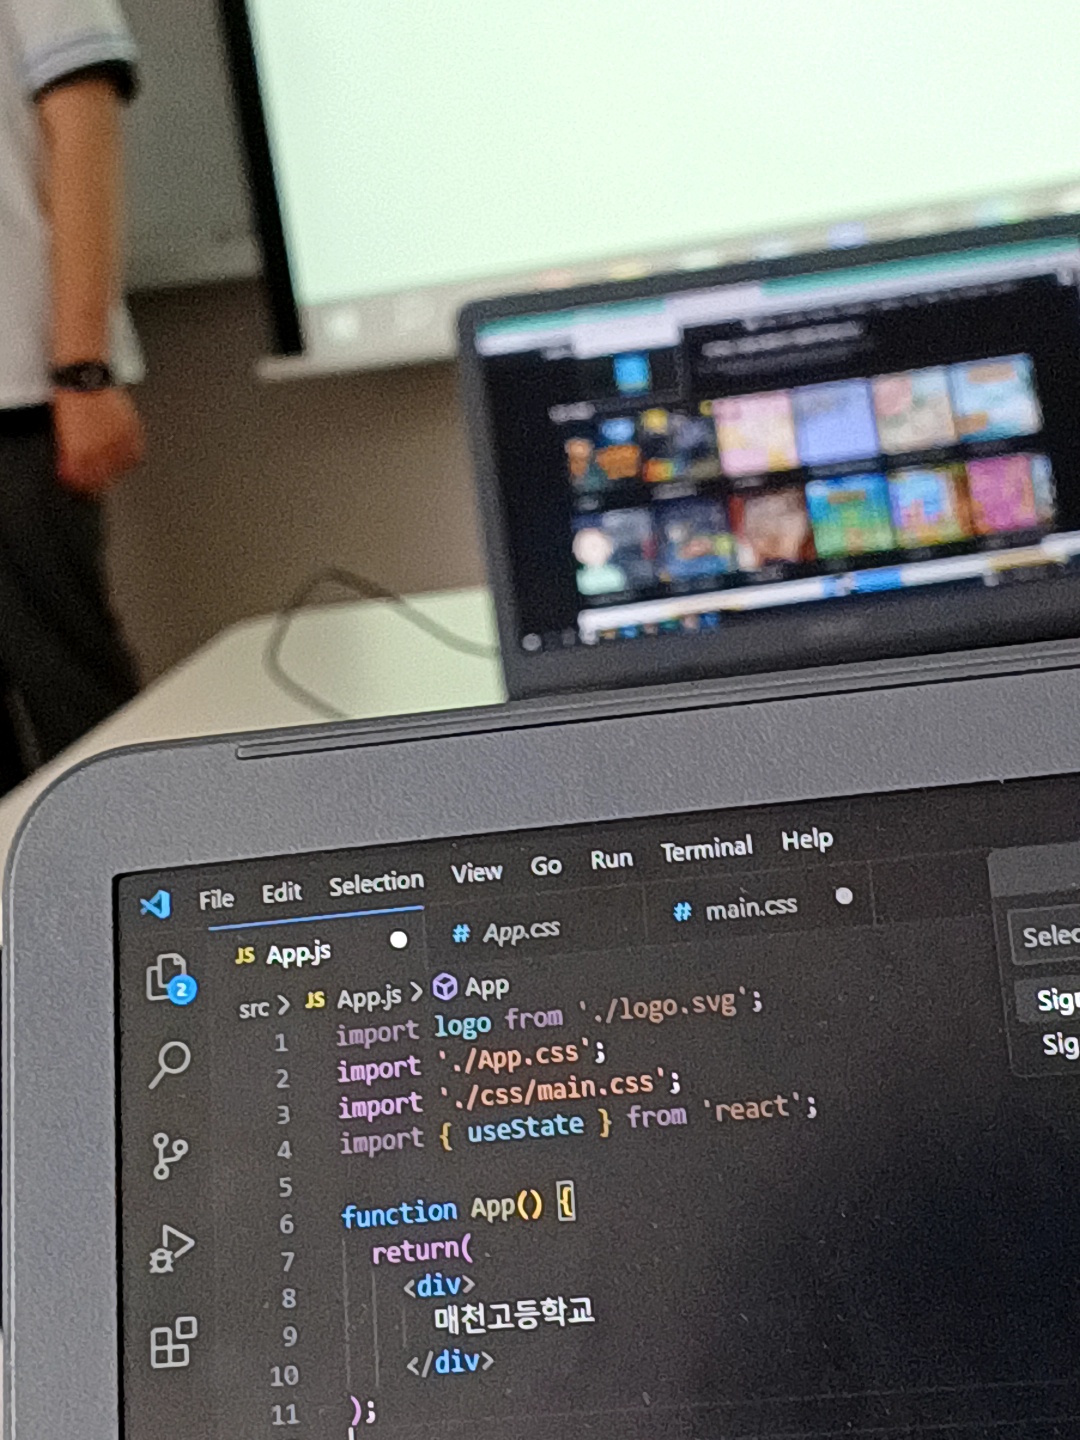 File Edit Selection View Go Run Terminal Help
JS App.js # App.css # main.css
src > JS App.js > App
1 import logo from './logo.svg';
2 import './App.css';
3 import './css/main.css';
4 import { useState } from 'react';
5
6 function App() {
7 return(
8 <div>
9 매천고등학교
10 </div>
11 );
2
Selec
Sig
Sig